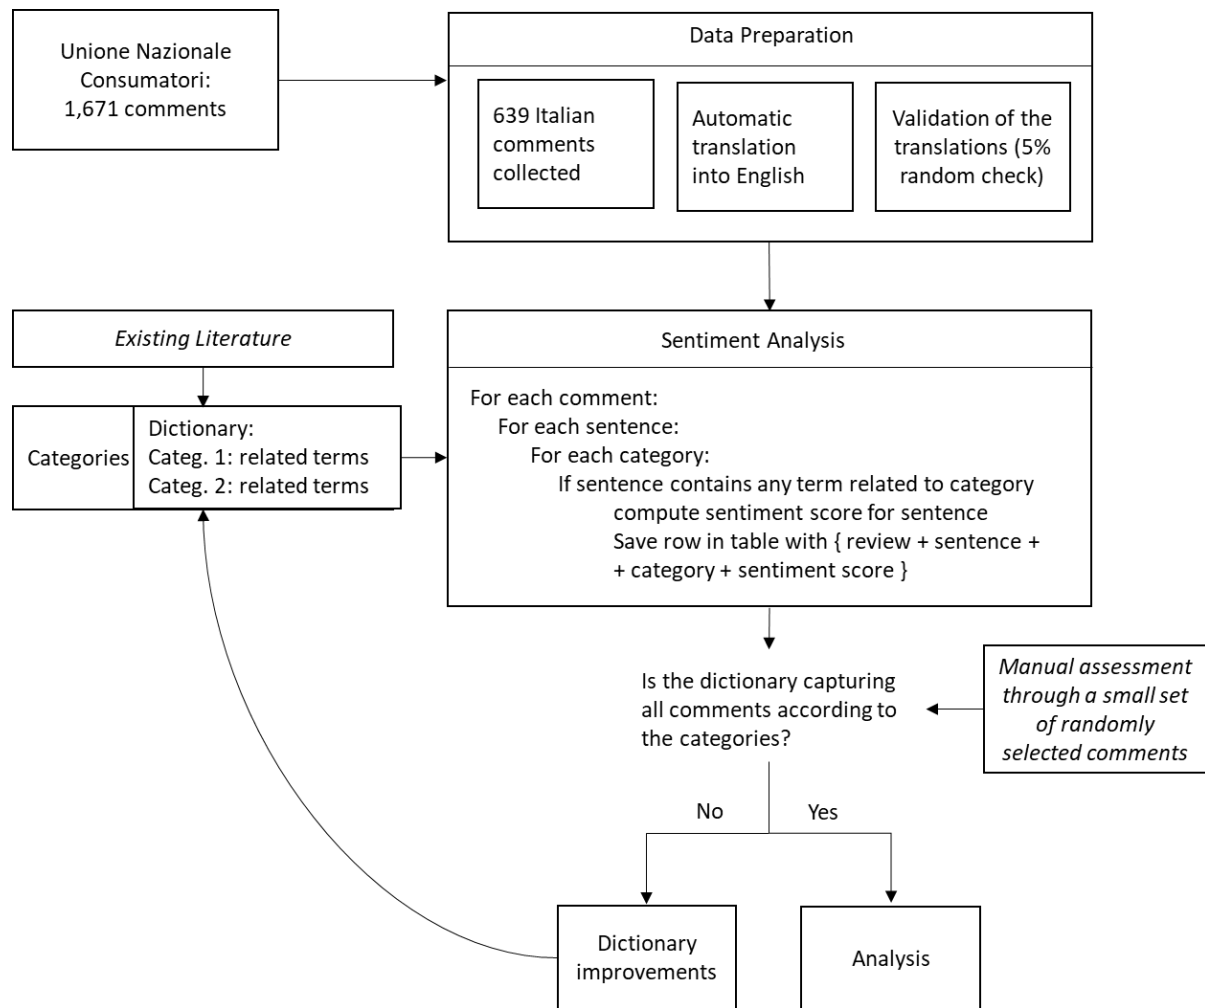 Unione Nazionale
Consumatori:
1,671 comments
Data Preparation
639 Italian
comments
collected
Automatic
translation
into English
Validation of the
translations (5%
random check)
Existing Literature
Categories
Dictionary:
Categ. 1: related terms
Categ. 2: related terms
Sentiment Analysis
For each comment:
For each sentence:
For each category:
If sentence contains any term related to category
compute sentiment score for sentence
Save row in table with { review + sentence +
+ category + sentiment score }
Is the dictionary capturing
all comments according to
the categories?
Manual assessment
through a small set
of randomly
selected comments
No
Yes
Dictionary
improvements
Analysis